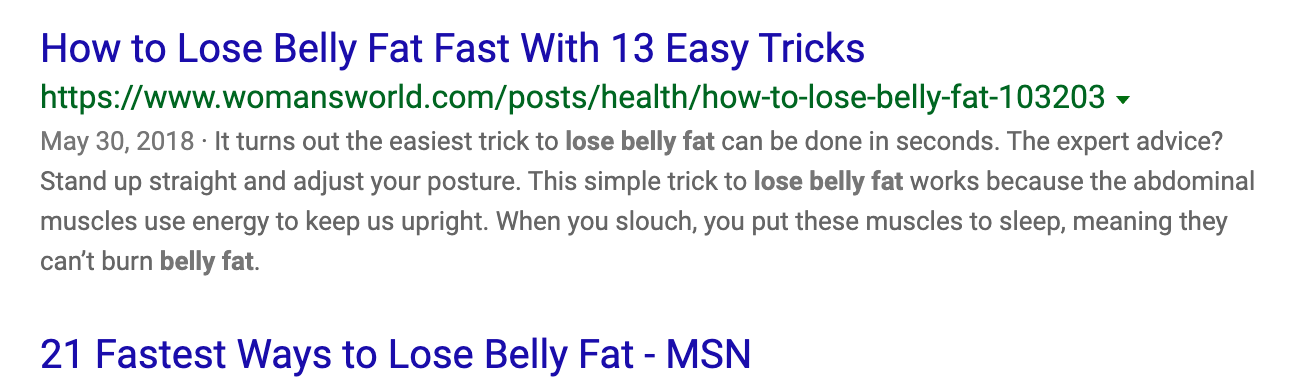 How to Lose Belly Fat Fast With 13 Easy Tricks
https://www.womansworld.com/posts/health/how-to-lose-belly-fat-103203
May 30, 2018 · It turns out the easiest trick to lose belly fat can be done in seconds. The expert advice?
Stand up straight and adjust your posture. This simple trick to lose belly fat works because the abdominal
muscles use energy to keep us upright. When you slouch, you put these muscles to sleep, meaning they
can’t burn belly fat.
21 Fastest Ways to Lose Belly Fat - MSN